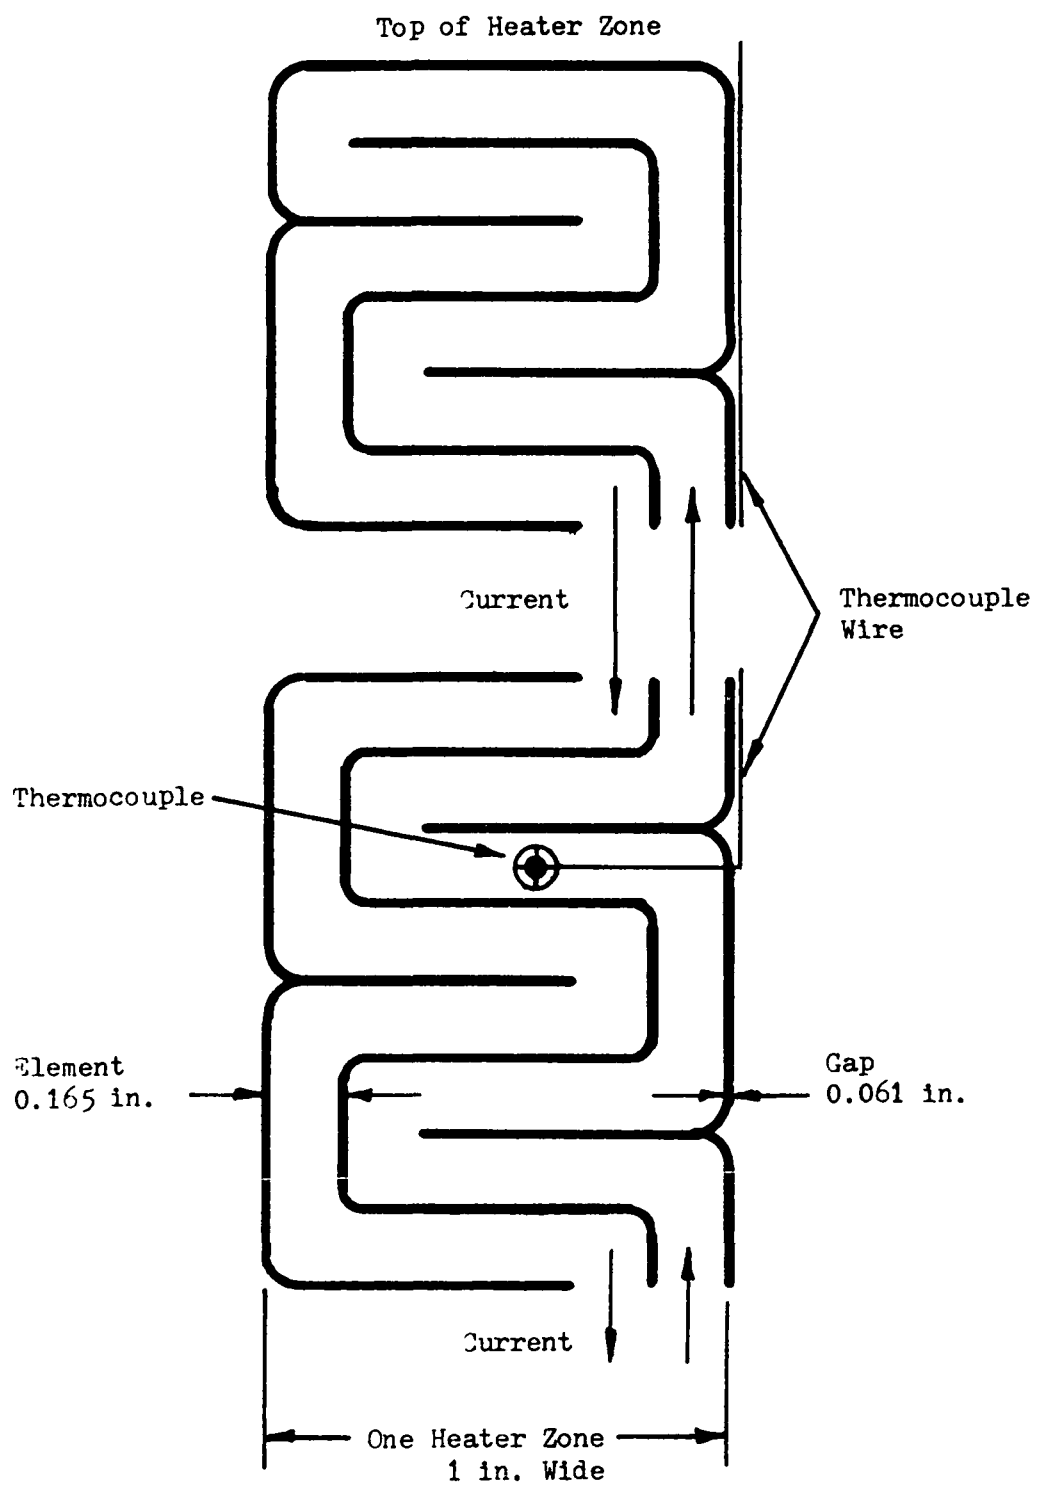 Top of Heater Zone
Current
Thermocouple
Wire
Thermocouple
Element
0.165 in.
Gap
0.061 in.
Current
One Heater Zone
1 in. Wide